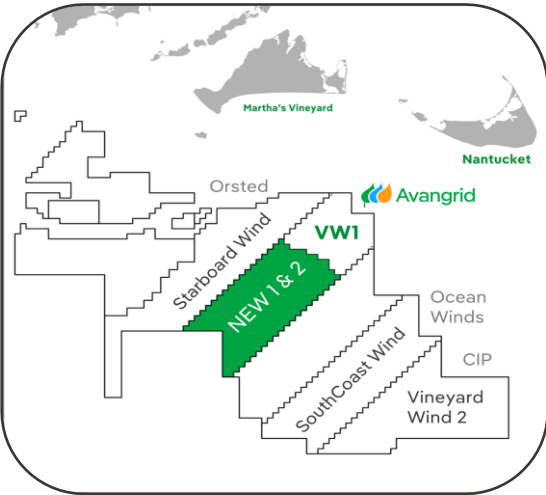 Martha's Vineyard
Nantucket
Orsted
Avangrid
Starboard Wind
VW1
NEW 1 & 2
Ocean
Winds
SouthCoast Wind
CIP
Vineyard
Wind 2